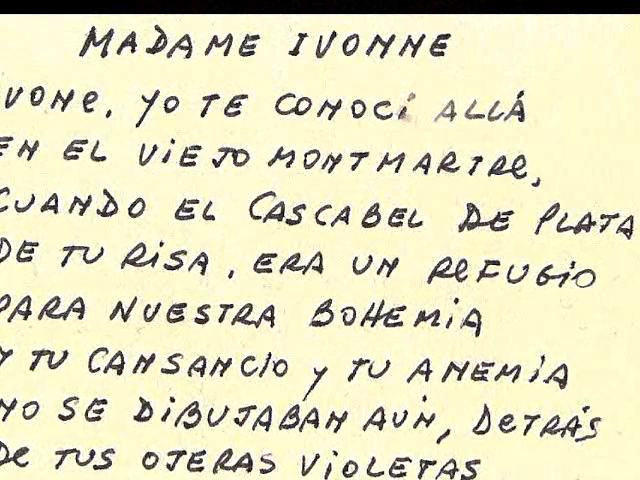 MADAME IVONNE
VONe, YO TE CONOCÍ ALLÁ
EN EL VIEJO MONTMARTRe,
CUANDO EL CASCABEL DE PLATA
DE TU RISA, ERA UN ReFUGIO
PARA NUESTRA BOHEMIA
Y TU CANSANCIO y TU ANEMIA
NO SE DIBUJABAN AÚN, DeTRÁS
De TUS OJERAS VIOLETAS